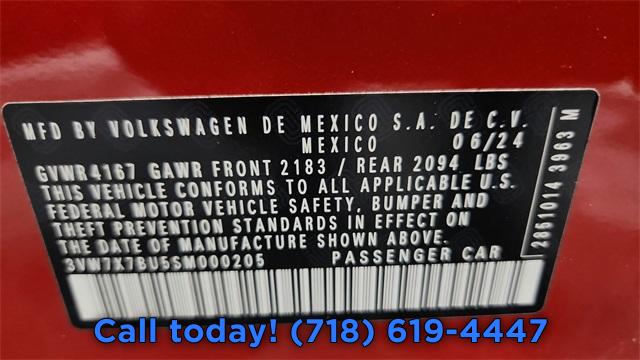 MFD BY VOLKSWAGEN DE MEXICO S.A. DE C.V.
MEXICO 06/24
GVWR4167 GAWR FRONT 2183 / REAR 2094 LBS
THIS VEHICLE CONFORMS TO ALL APPLICABLE U.S.
FEDERAL MOTOR VEHICLE SAFETY, BUMPER AND
THEFT PREVENTION STANDARDS IN EFFECT ON
THE DATE OF MANUFACTURE SHOWN ABOVE.
3VW7X7BU5SM000205 PASSENGER CAR
2861014 3963 M
Call today! (718) 619-4447